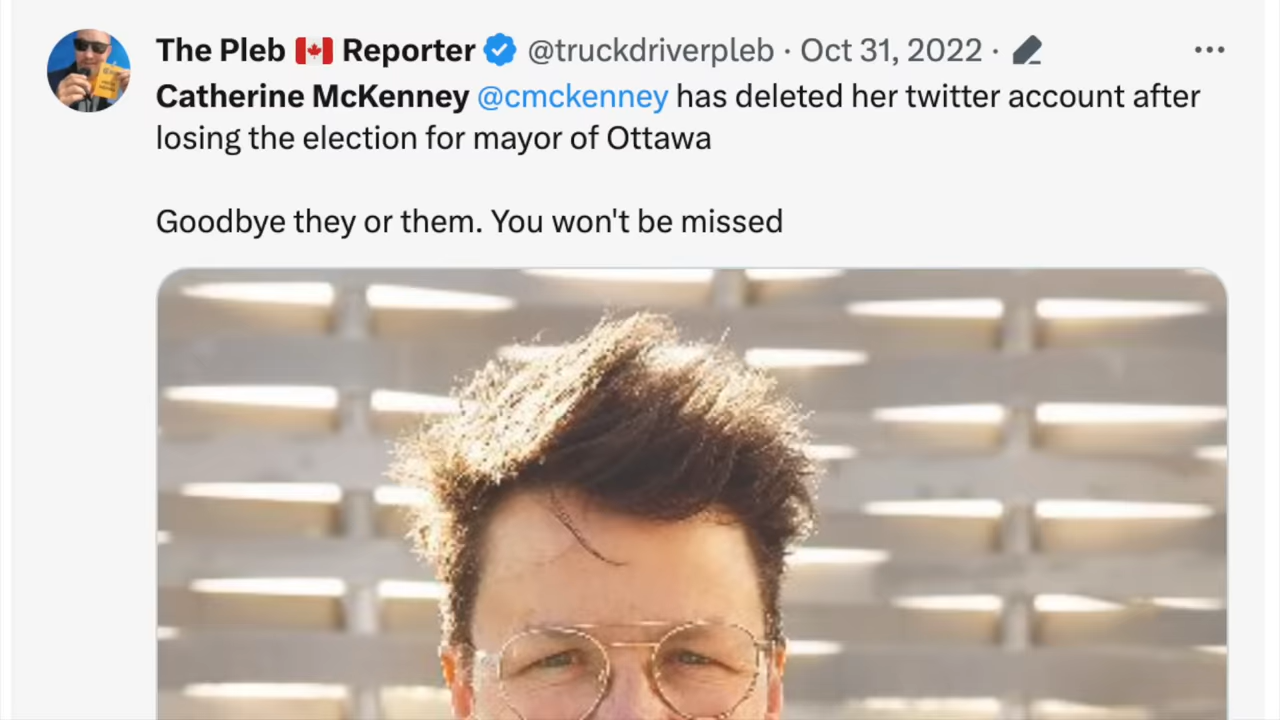 The Pleb 🇨🇦 Reporter @truckdriverpleb · Oct 31, 2022 ·
Catherine McKenney @cmckenney has deleted her twitter account after
losing the election for mayor of Ottawa
Goodbye they or them. You won't be missed